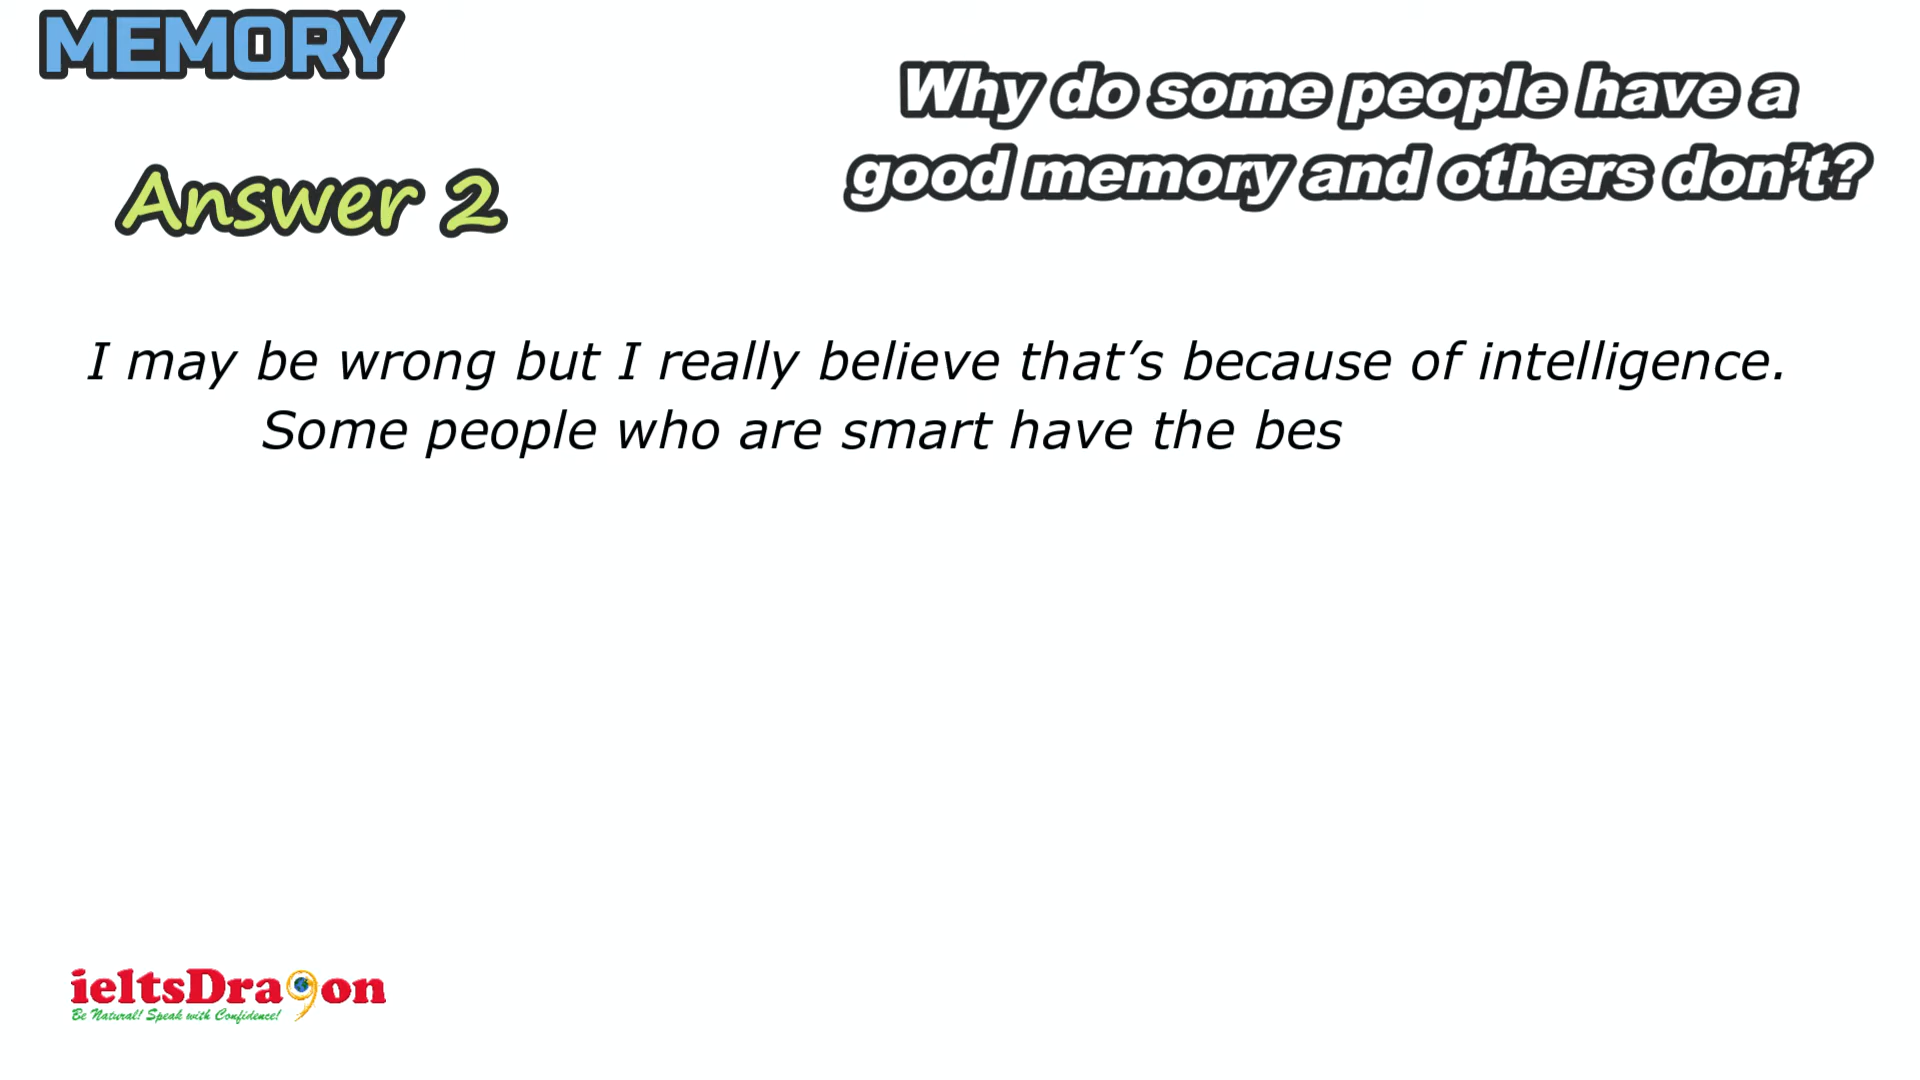 MEMORY
Why do some people have a
good memory and others don't?
Answer 2
I may be wrong but I really believe that's because of intelligence.
Some people who are smart have the bes
ieltsDra9on
Be Natural! Speak with Confidence!